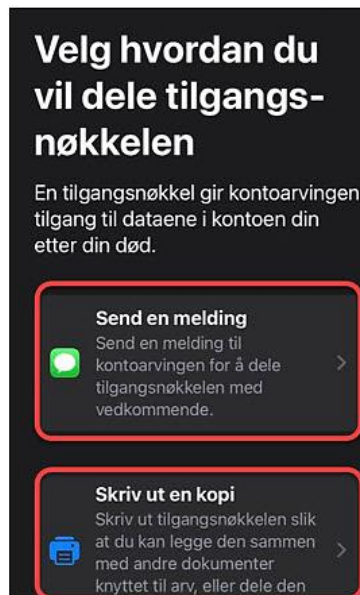 Velg hvordan du
vil dele tilgangs-
nøkkelen
En tilgangsnøkkel gir kontoarvingen
tilgang til dataene i kontoen din
etter din død.
Send en melding
Send en melding til
kontoarvingen for å dele
tilgangsnøkkelen med
vedkommende.
Skriv ut en kopi
Skriv ut tilgangsnøkkelen slik
at du kan legge den sammen
med andre dokumenter
knyttet til arv, eller dele den